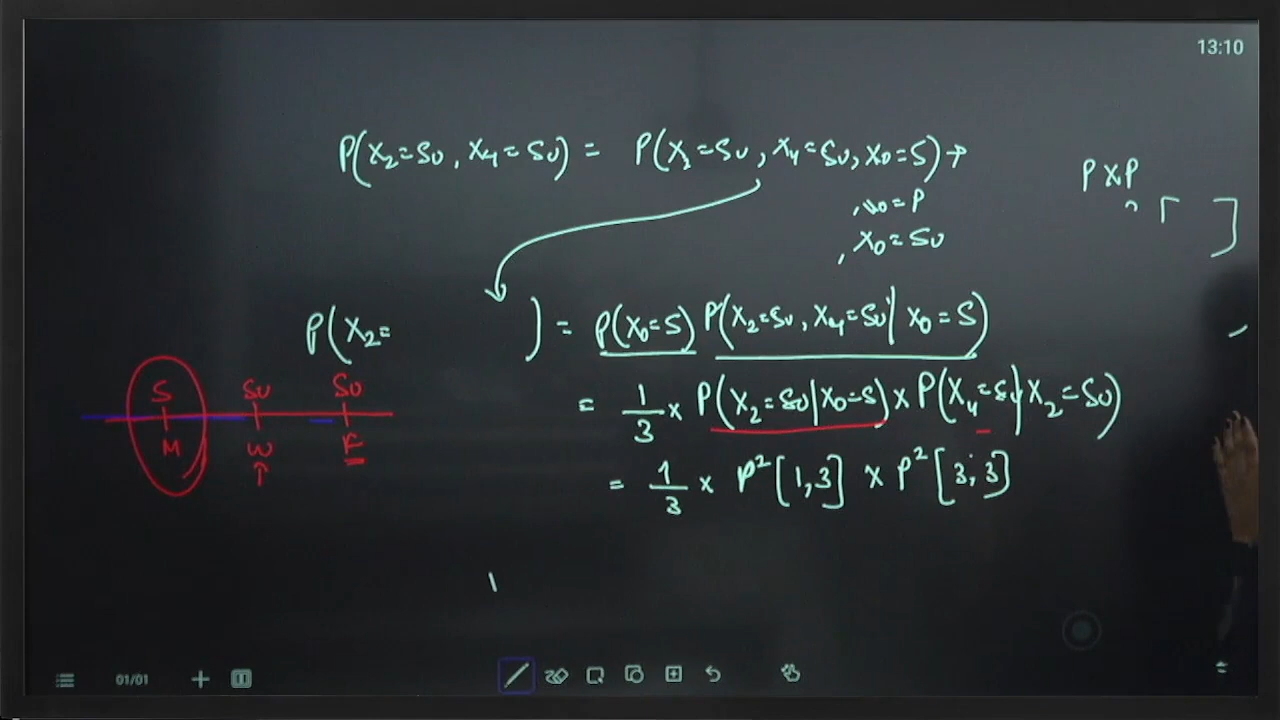 13:10
P(X₂=Su, X₄=Su) = P(X₂=Su, X₄=Su, X₀=S) +
P X P
, X₀=P
, X₀=Su
P(X₂= ) = P(X₀=S) P(X₂=Su, X₄=Su | X₀=S)
S Su Su
= 1/3 × P(X₂=Su|X₀=S) × P(X₄=Su|X₂=Su)
M W F
= 1/3 × P²[1,3] × P²[3,3]
01/01